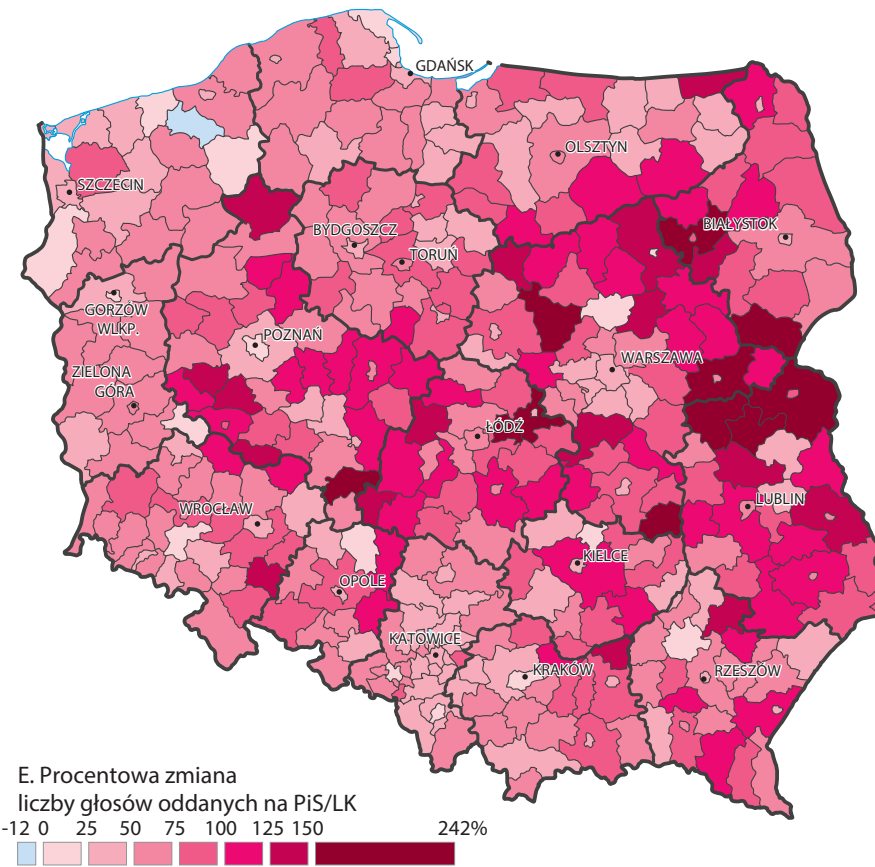 GDAŃSK
OLSZTYN
SZCZECIN
BIAŁYSTOK
BYDGOSZCZ
TORUŃ
GORZÓW
WLKP.
POZNAŃ
WARSZAWA
ZIELONA
GÓRA
ŁÓDŹ
WROCŁAW
LUBLIN
KIELCE
OPOLE
KATOWICE
KRAKÓW
RZESZÓW
E. Procentowa zmiana
liczby głosów oddanych na PiS/LK
-12 0 25 50 75 100 125 150 242%